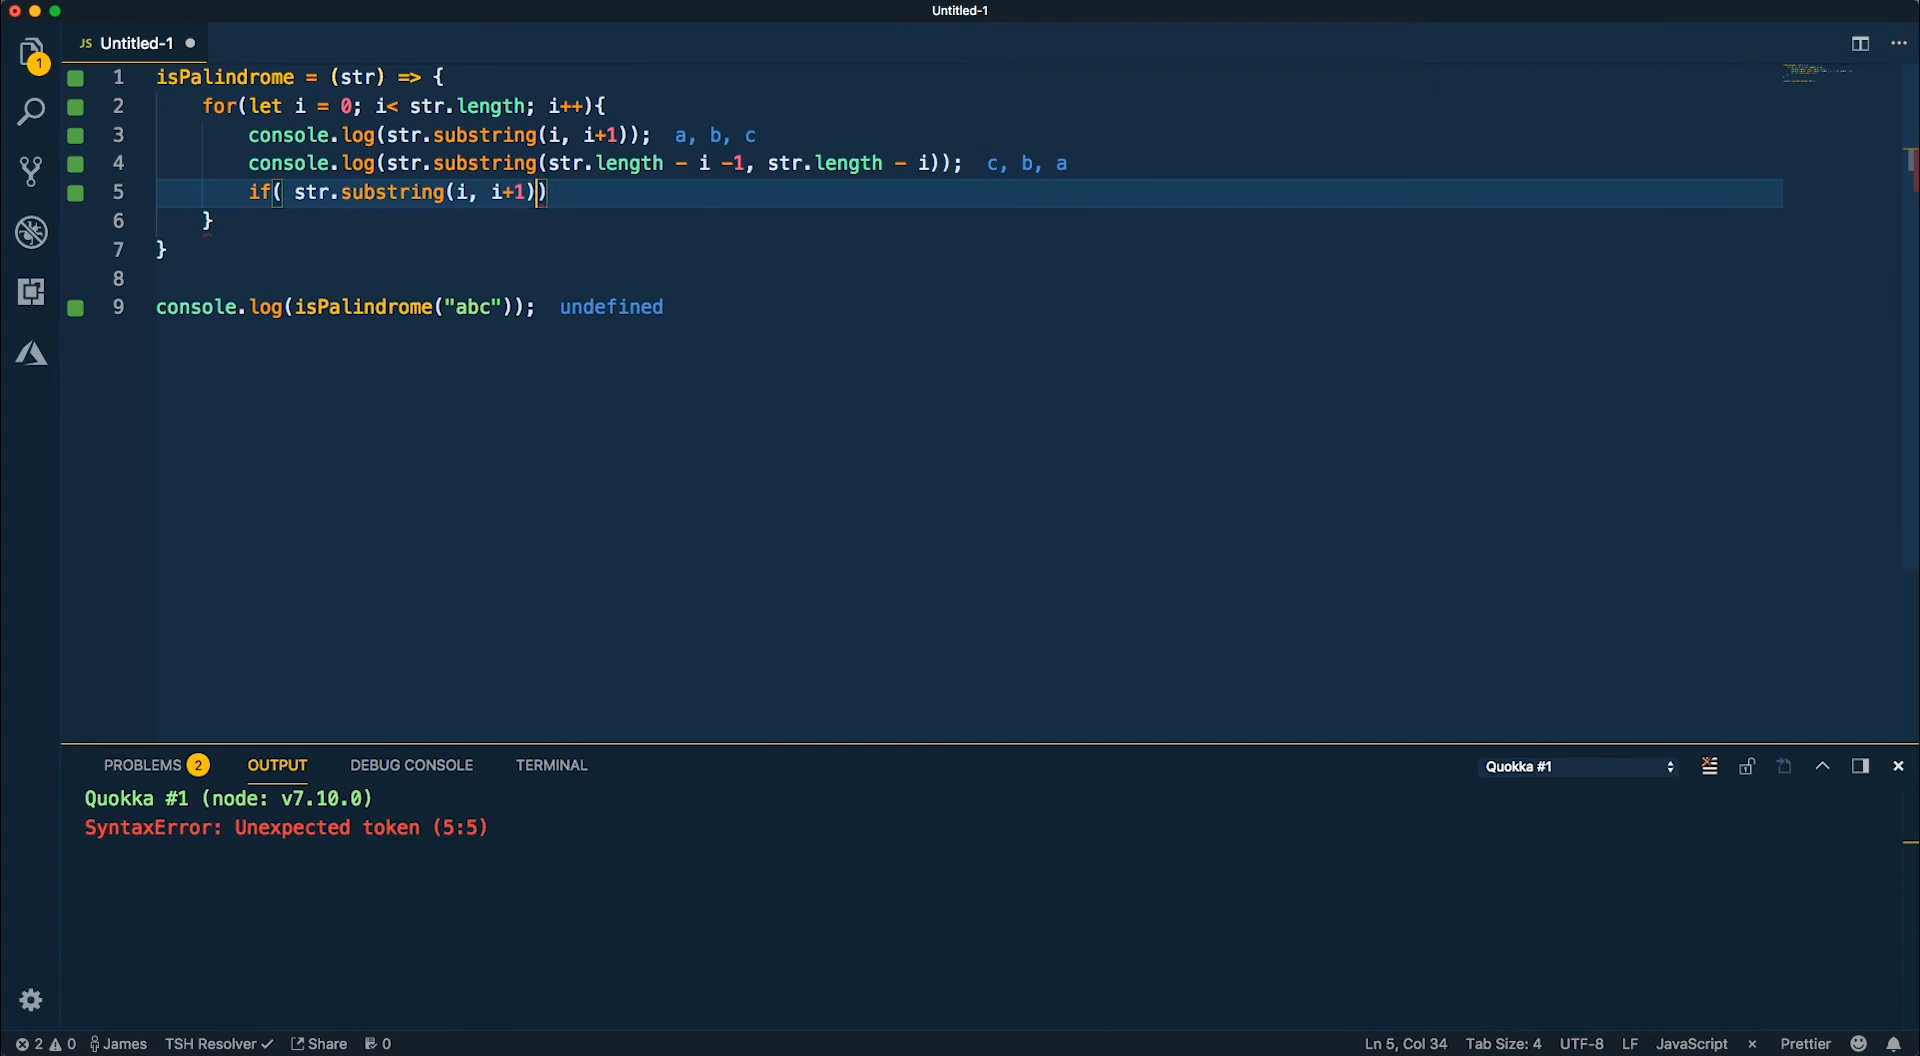 Untitled-1
JS Untitled-1
1
1 isPalindrome = (str) => {
2 for(let i = 0; i< str.length; i++){
3 console.log(str.substring(i, i+1)); a, b, c
4 console.log(str.substring(str.length - i -1, str.length - i)); c, b, a
5 if( str.substring(i, i+1))
6 }
7 }
8
9 console.log(isPalindrome("abc")); undefined
PROBLEMS 2 OUTPUT DEBUG CONSOLE TERMINAL Quokka #1
Quokka #1 (node: v7.10.0)
SyntaxError: Unexpected token (5:5)
2 0 James TSH Resolver Share 0 Ln 5, Col 34 Tab Size: 4 UTF-8 LF JavaScript × Prettier